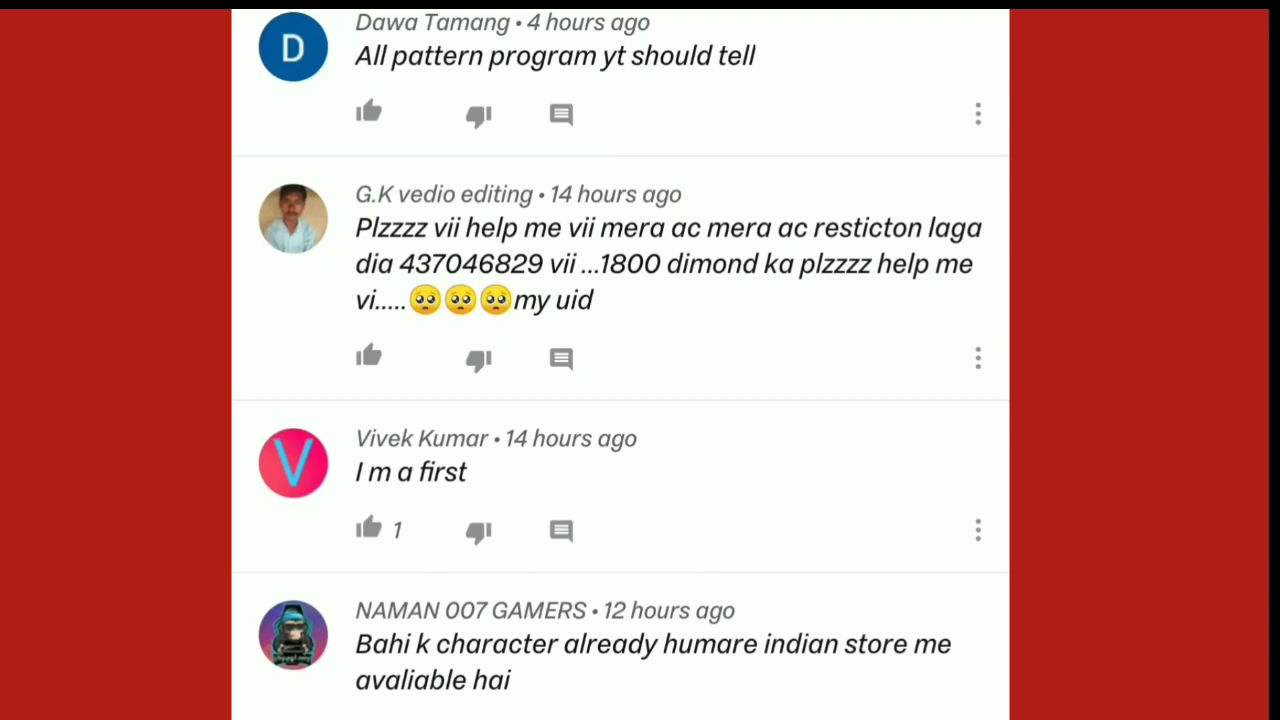 Dawa Tamang • 4 hours ago
D
All pattern program yt should tell
G.K vedio editing • 14 hours ago
Plzzzz vii help me vii mera ac mera ac resticton laga
dia 437046829 vii ...1800 dimond ka plzzzz help me
vi.....🥺🥺🥺my uid
Vivek Kumar • 14 hours ago
V
I m a first
1
NAMAN 007 GAMERS • 12 hours ago
Bahi k character already humare indian store me
avaliable hai